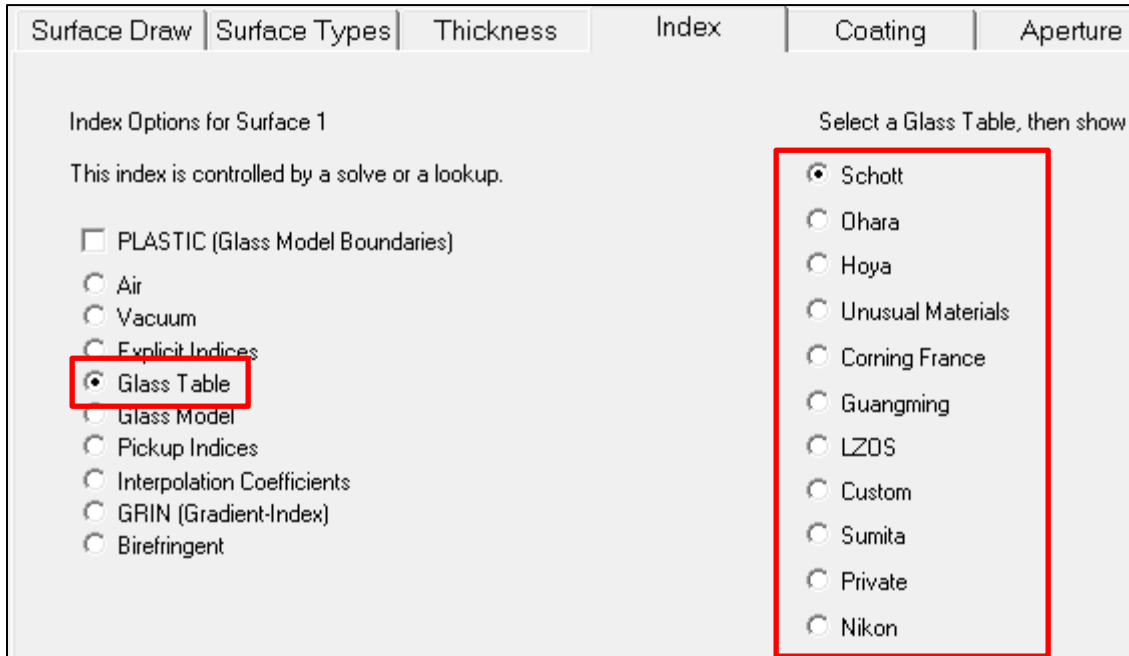 Surface Draw Surface Types Thickness Index Coating Aperture
Index Options for Surface 1
This index is controlled by a solve or a lookup.
PLASTIC (Glass Model Boundaries)
Air
Vacuum
Explicit Indices
Glass Table
Glass Model
Pickup Indices
Interpolation Coefficients
GRIN (Gradient-Index)
Birefringent
Select a Glass Table, then show
Schott
Ohara
Hoya
Unusual Materials
Corning France
Guangming
LZOS
Custom
Sumita
Private
Nikon